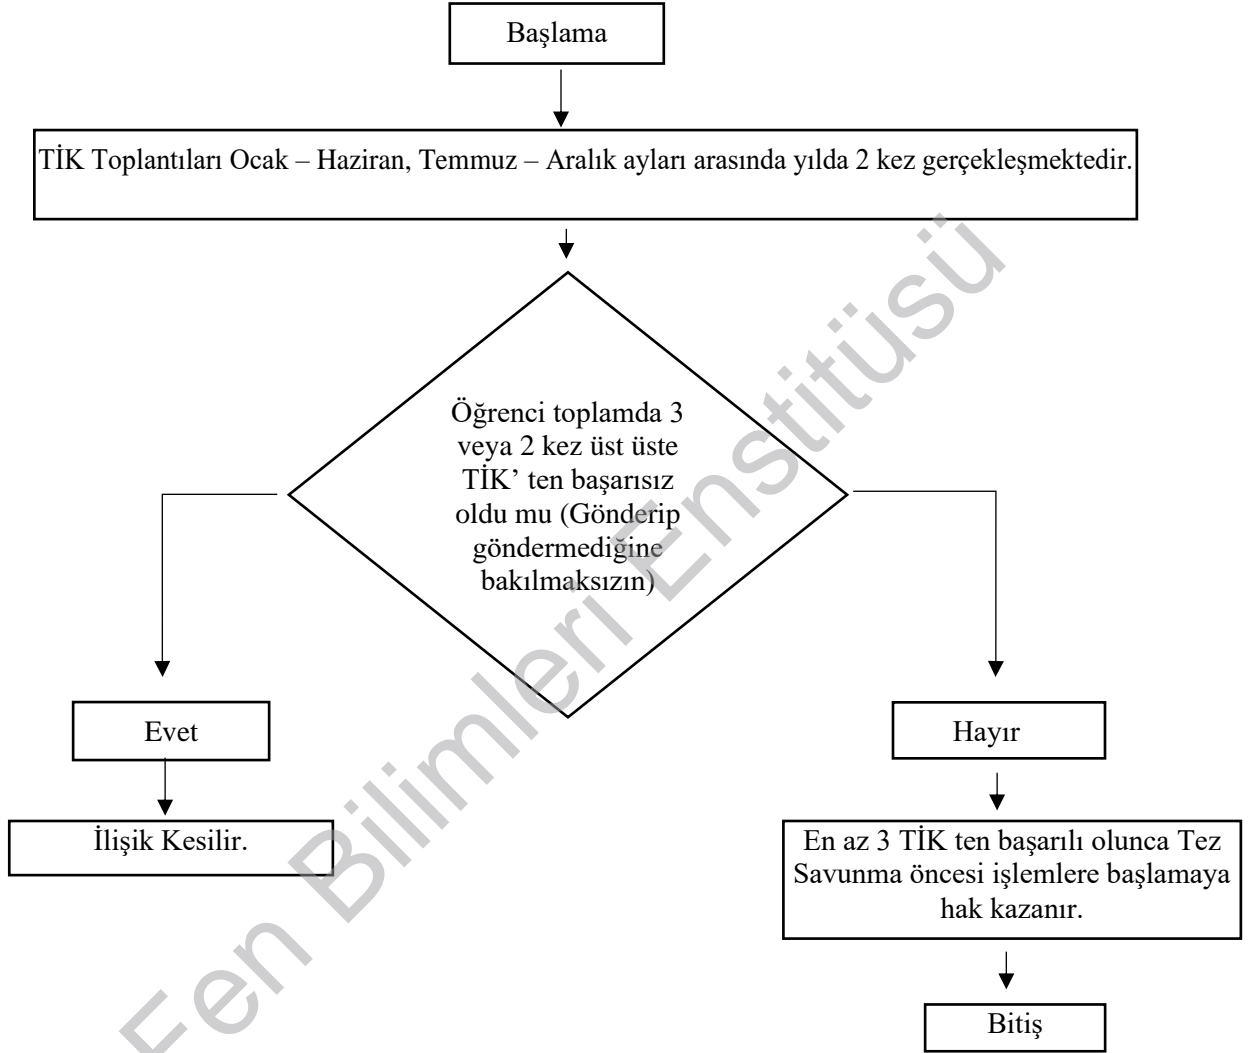 Başlama
TİK Toplantıları Ocak – Haziran, Temmuz – Aralık ayları arasında yılda 2 kez gerçekleşmektedir.
Öğrenci toplamda 3
veya 2 kez üst üste
TİK’ ten başarısız
oldu mu (Gönderip
göndermediğine
bakılmaksızın)
Evet
Hayır
İlişik Kesilir.
En az 3 TİK ten başarılı olunca Tez
Savunma öncesi işlemlere başlamaya
hak kazanır.
Bitiş
Fen Bilimleri Enstitüsü